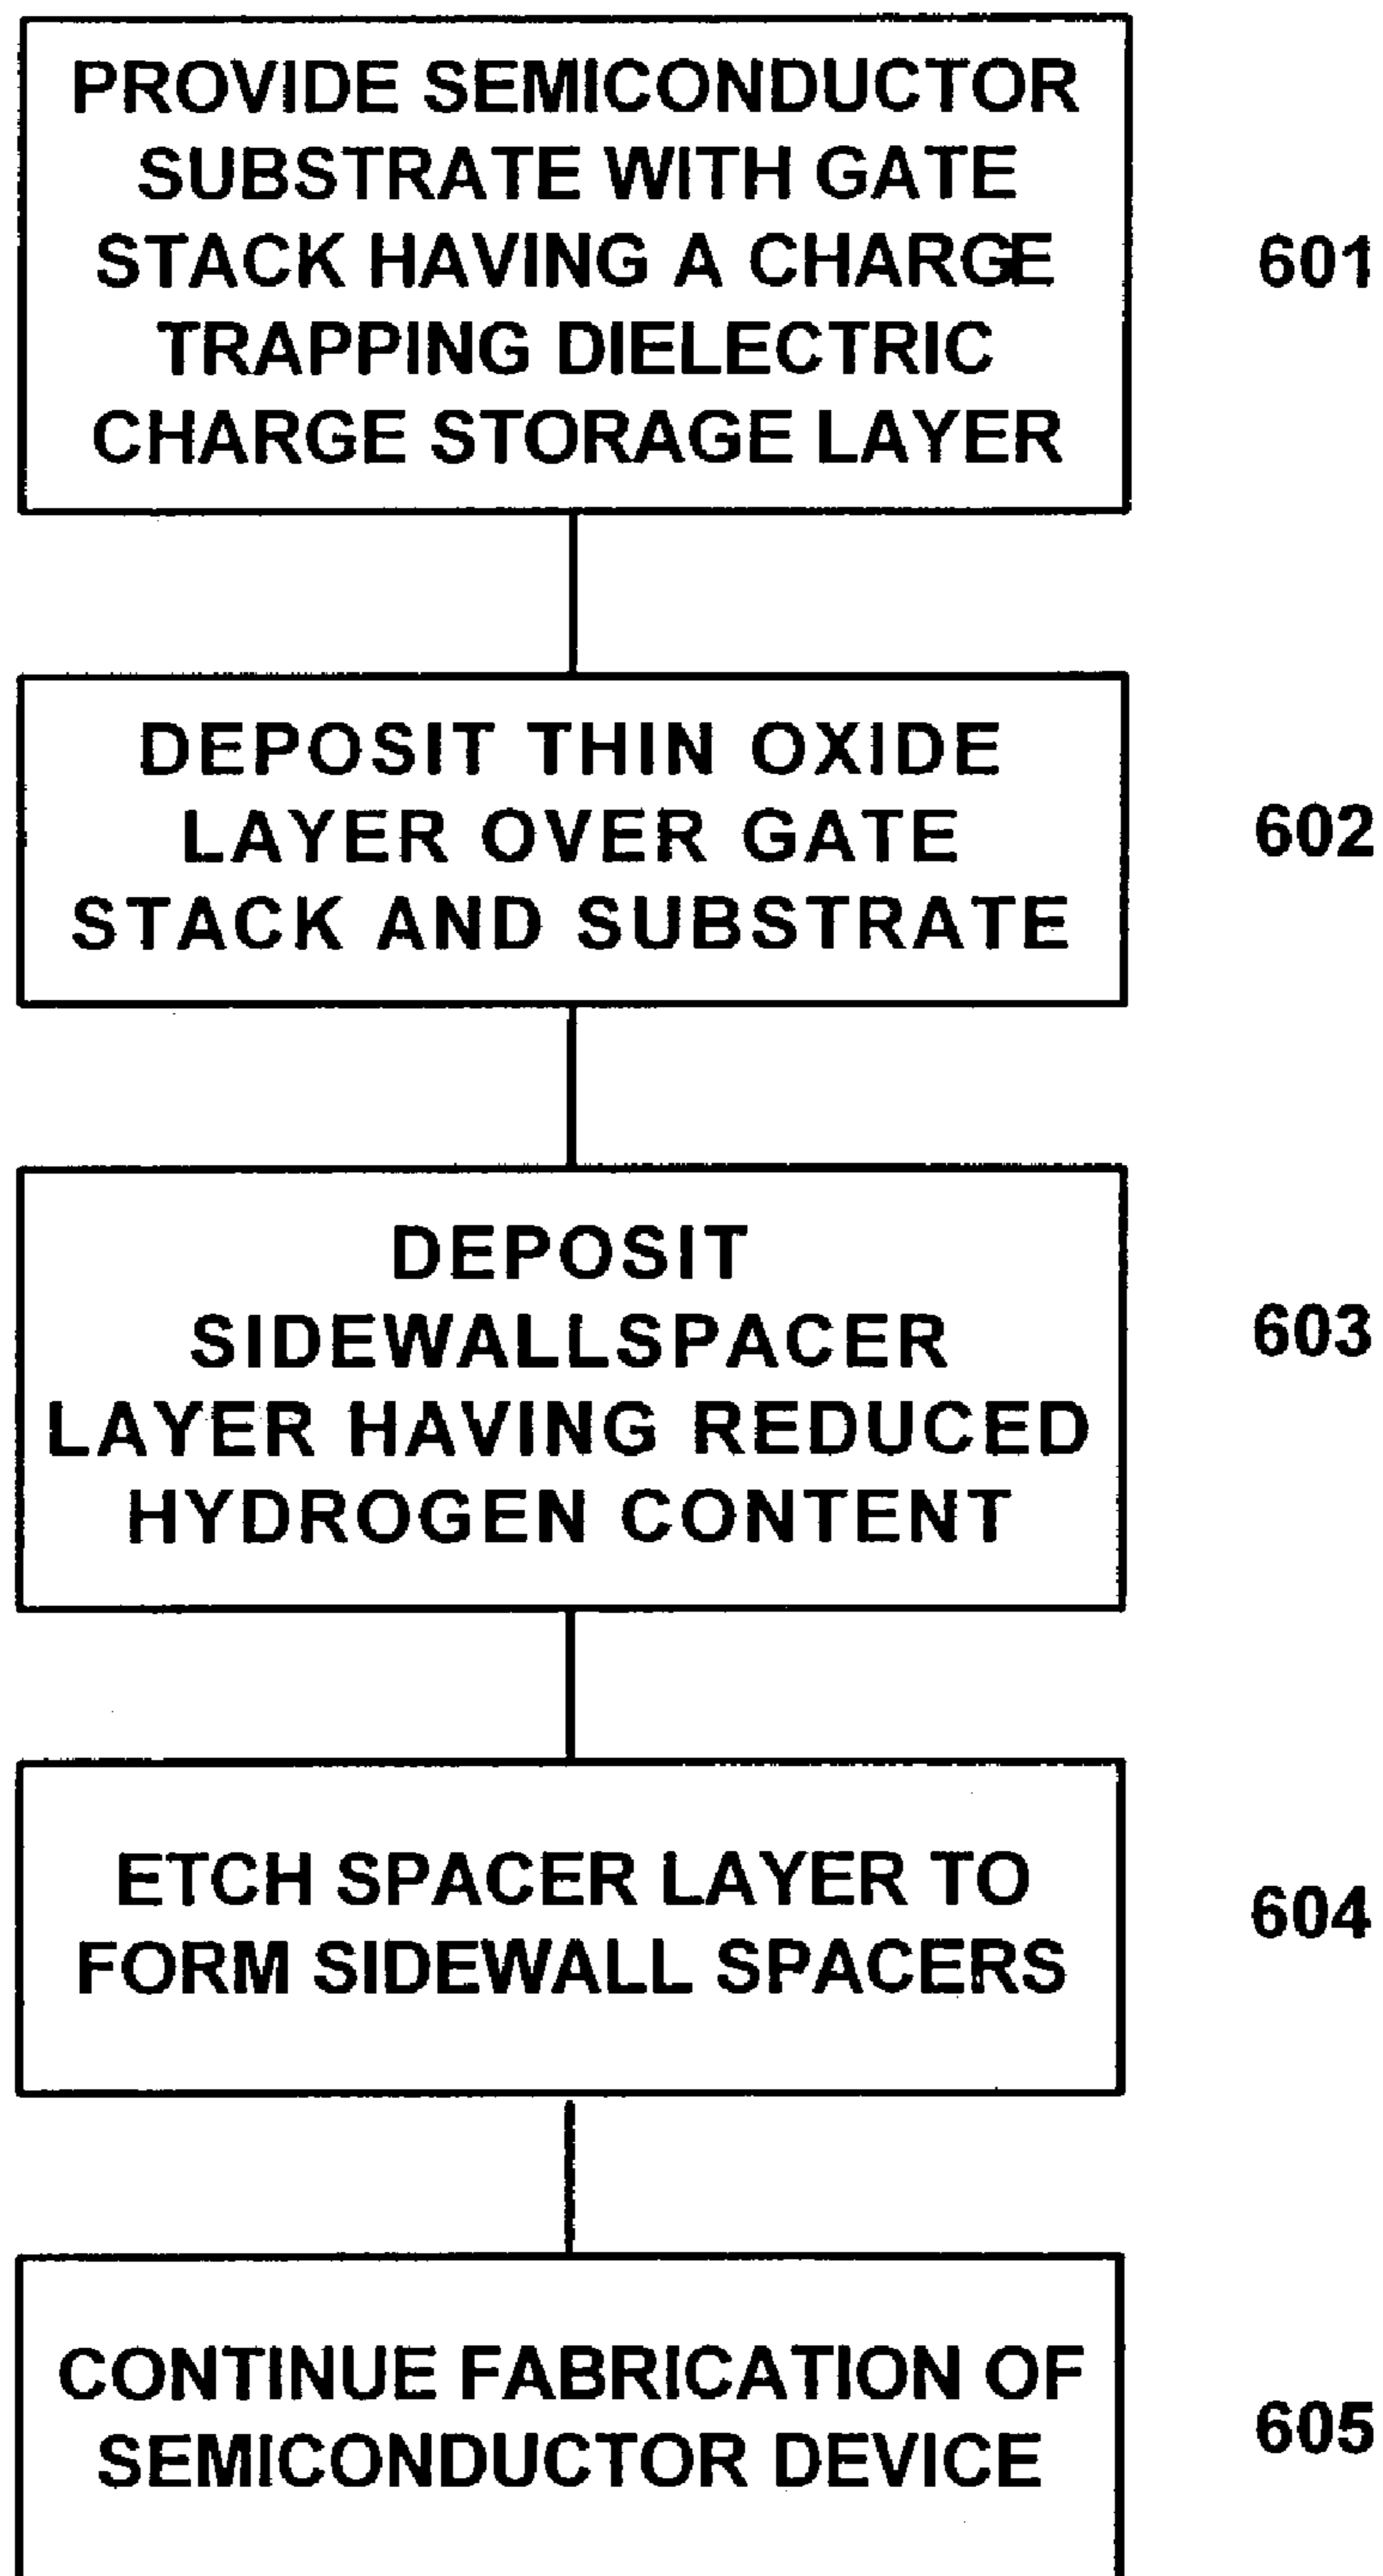 PROVIDE SEMICONDUCTOR
SUBSTRATE WITH GATE
STACK HAVING A CHARGE
TRAPPING DIELECTRIC
CHARGE STORAGE LAYER
601
DEPOSIT THIN OXIDE
LAYER OVER GATE
STACK AND SUBSTRATE
602
DEPOSIT
SIDEWALLSPACER
LAYER HAVING REDUCED
HYDROGEN CONTENT
603
ETCH SPACER LAYER TO
FORM SIDEWALL SPACERS
604
CONTINUE FABRICATION OF
SEMICONDUCTOR DEVICE
605